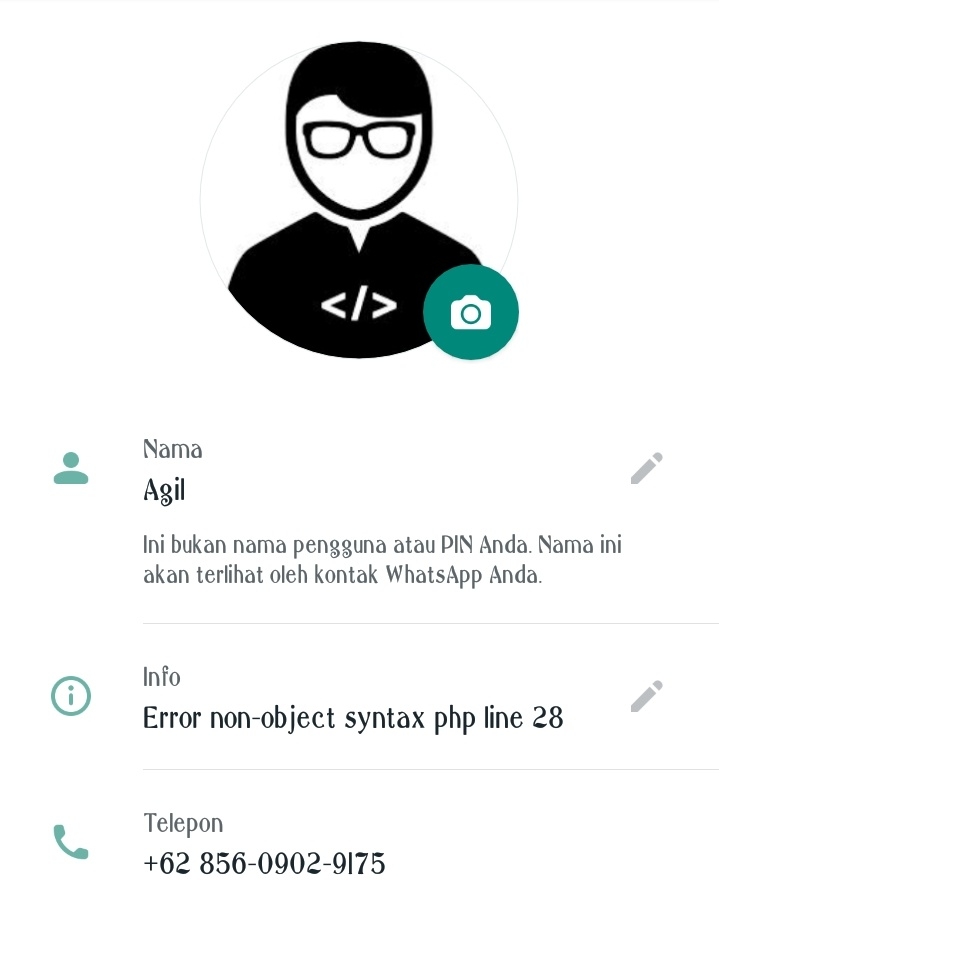 </>
Nama
Agil
Ini bukan nama pengguna atau PIN Anda. Nama ini
akan terlihat oleh kontak WhatsApp Anda.
Info
Error non-object syntax php line 28
Telepon
+62 856-0902-9175